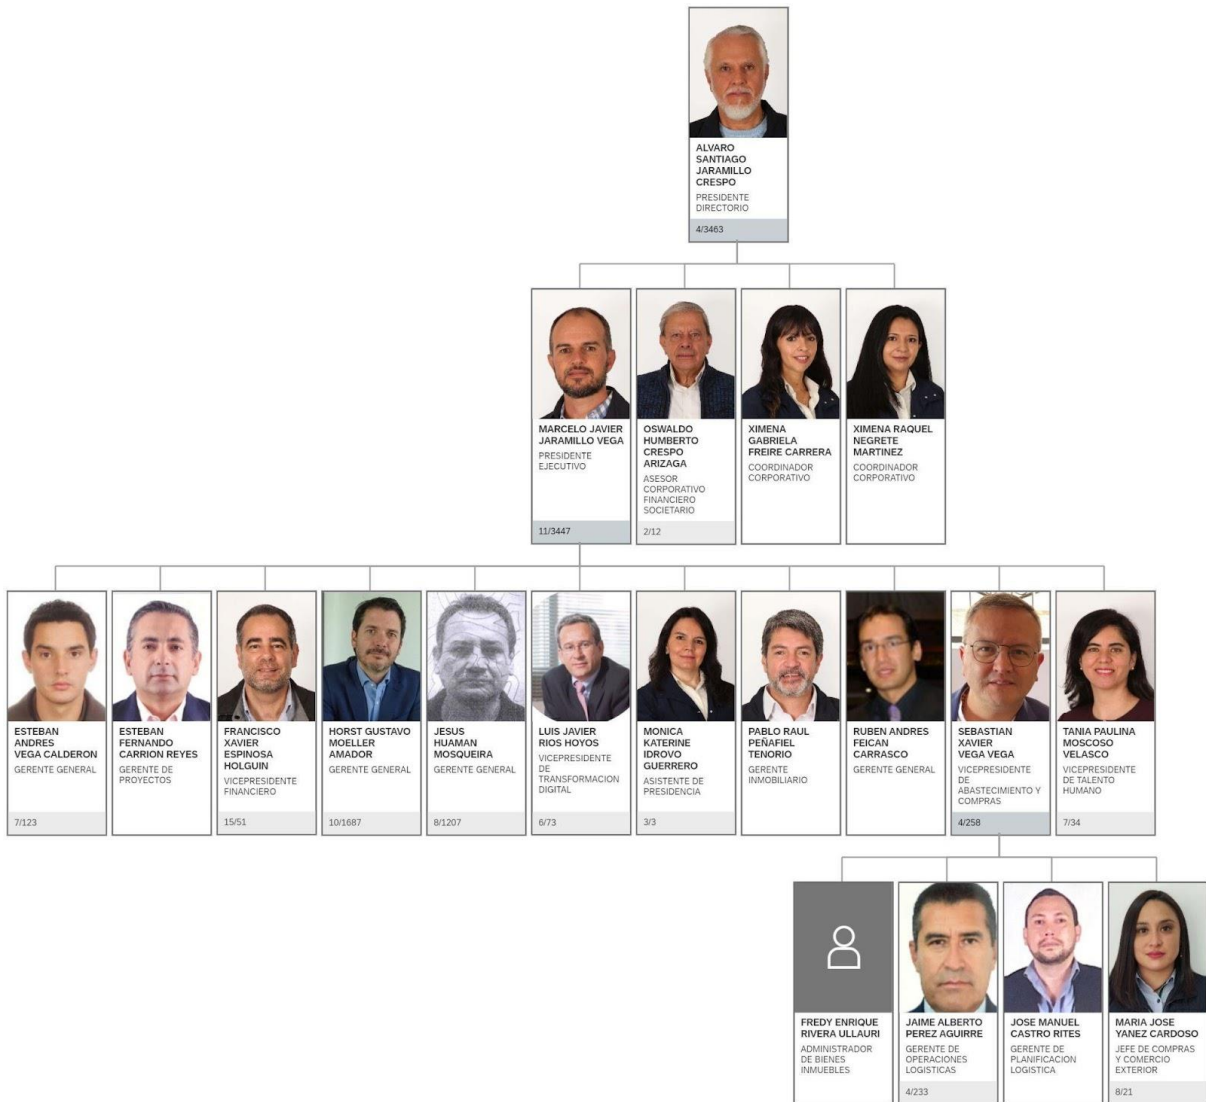 ALVARO
SANTIAGO
JARAMILLO
CRESPO
PRESIDENTE
DIRECTORIO
4/3463
MARCELO JAVIER
JARAMILLO VEGA
PRESIDENTE
EJECUTIVO
11/3447
OSWALDO
HUMBERTO
CRESPO
ARIZAGA
ASESOR
CORPORATIVO
FINANCIERO
SOCIETARIO
2/12
XIMENA
GABRIELA
FREIRE CARRERA
COORDINADOR
CORPORATIVO
XIMENA RAQUEL
NEGRETE
MARTINEZ
COORDINADOR
CORPORATIVO
ESTEBAN
ANDRES
VEGA CALDERON
GERENTE GENERAL
7/123
ESTEBAN
FERNANDO
CARRION REYES
GERENTE DE
PROYECTOS
FRANCISCO
XAVIER
ESPINOSA
HOLGUIN
VICEPRESIDENTE
FINANCIERO
15/51
HORST GUSTAVO
MOELLER
AMADOR
GERENTE GENERAL
10/1687
JESUS
HUAMAN
MOSQUEIRA
GERENTE GENERAL
8/1207
LUIS JAVIER
RIOS HOYOS
VICEPRESIDENTE
DE
TRANSFORMACION
DIGITAL
6/73
MONICA
KATERINE
IDROVO
GUERRERO
ASISTENTE DE
PRESIDENCIA
3/3
PABLO RAUL
PEÑAFIEL
TENORIO
GERENTE
INMOBILIARIO
RUBEN ANDRES
FEICAN
CARRASCO
GERENTE GENERAL
SEBASTIAN
XAVIER
VEGA VEGA
VICEPRESIDENTE
DE
ABASTECIMIENTO Y
COMPRAS
4/258
TANIA PAULINA
MOSCOSO
VELASCO
VICEPRESIDENTE
DE TALENTO
HUMANO
7/34
FREDY ENRIQUE
RIVERA ULLAURI
ADMINISTRADOR
DE BIENES
INMUEBLES
JAIME ALBERTO
PEREZ AGUIRRE
GERENTE DE
OPERACIONES
LOGISTICAS
4/233
JOSE MANUEL
CASTRO RITES
GERENTE DE
PLANIFICACION
LOGISTICA
MARIA JOSE
YANEZ CARDOSO
JEFE DE COMPRAS
Y COMERCIO
EXTERIOR
8/21